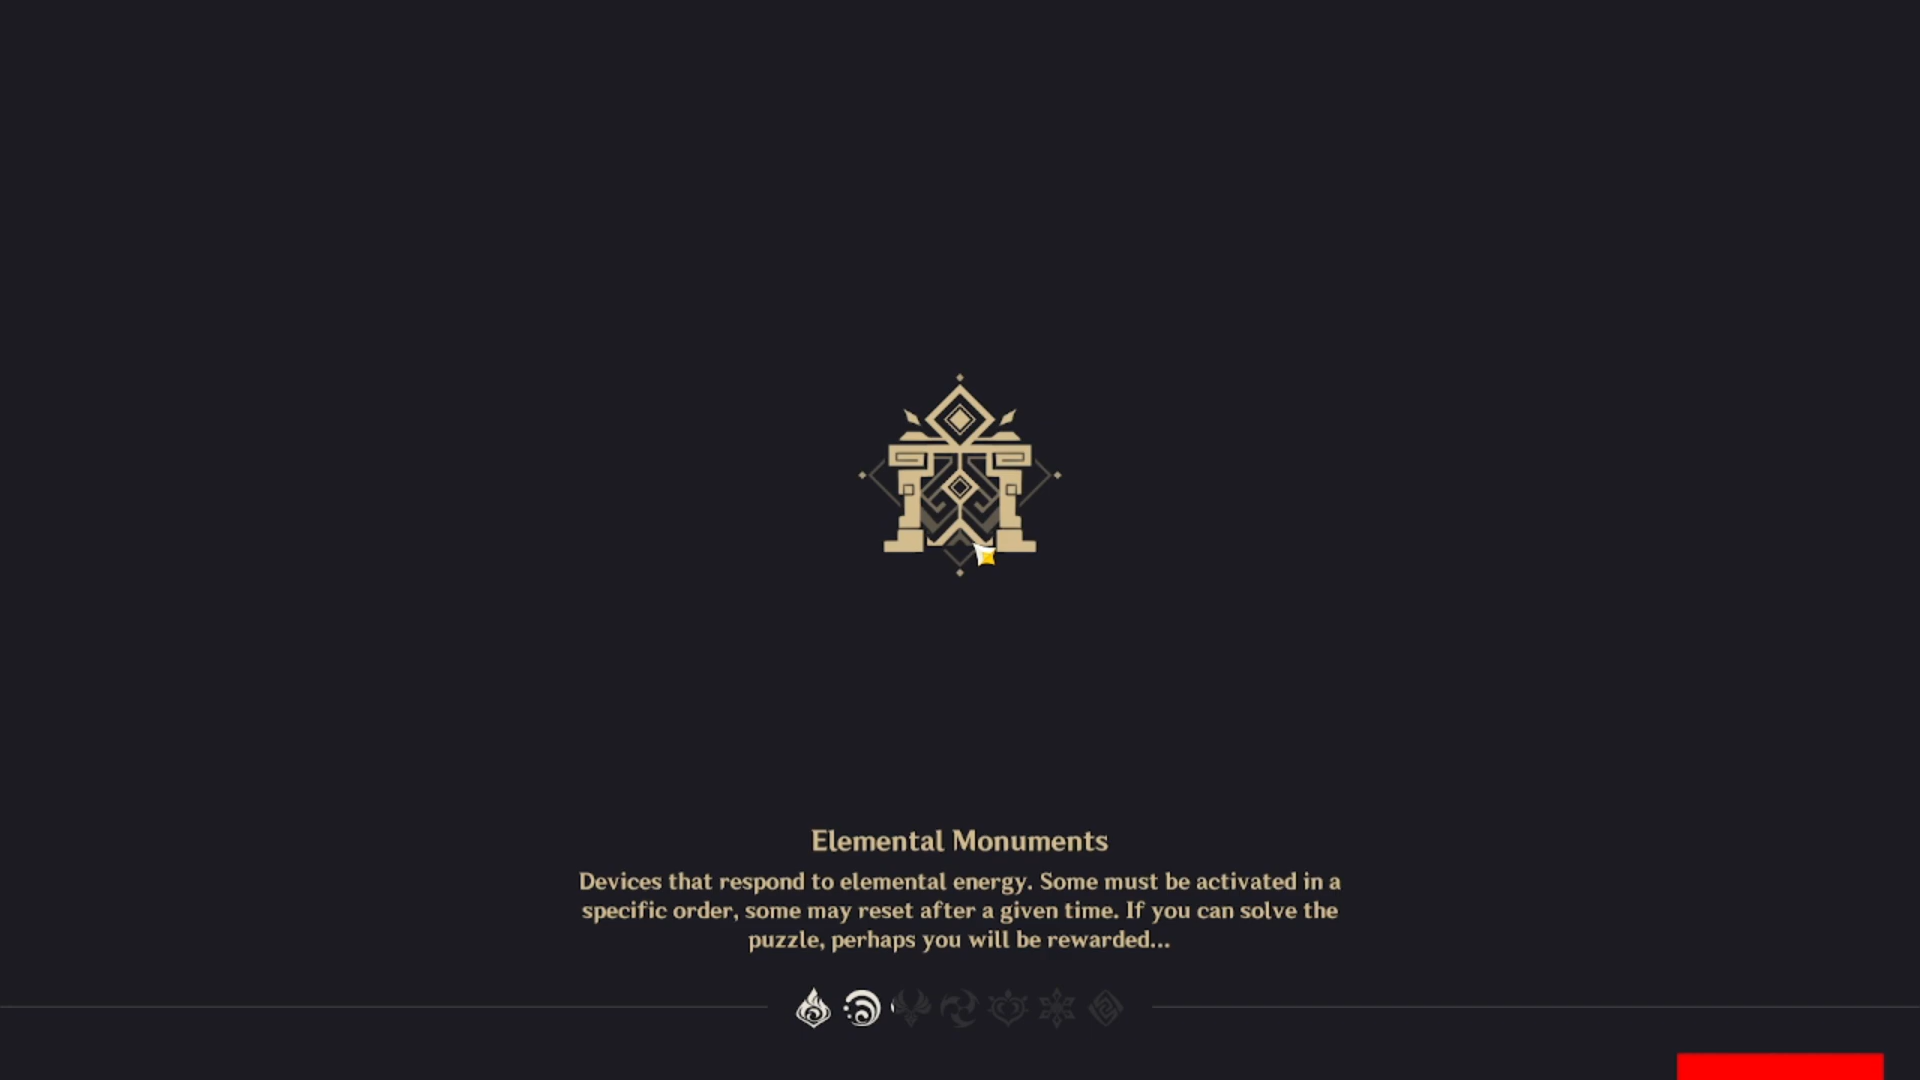 Elemental Monuments
Devices that respond to elemental energy. Some must be activated in a
specific order, some may reset after a given time. If you can solve the
puzzle, perhaps you will be rewarded...